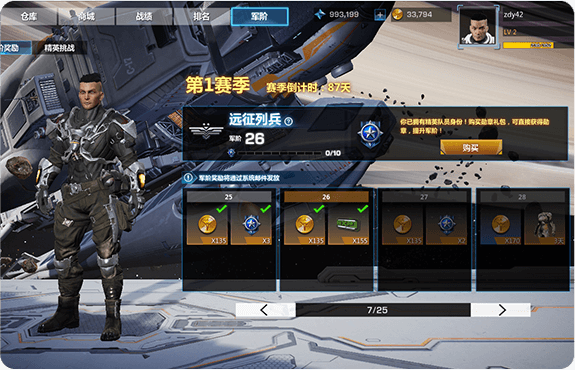 仓库 商城 战绩 排名 军阶 993,199 33,794 zdy42
LV 2
阶奖励 精英挑战
第1赛季 赛季倒计时：87天
远征列兵
军阶 26
0/10
你已拥有精英队员身份！购买勋章礼包，可直接获得勋章，提升军阶！
购买
军阶奖励将通过系统邮件发放
25 26 27 28
X135 X3 X135 X155 X135 X2 X170
7/25